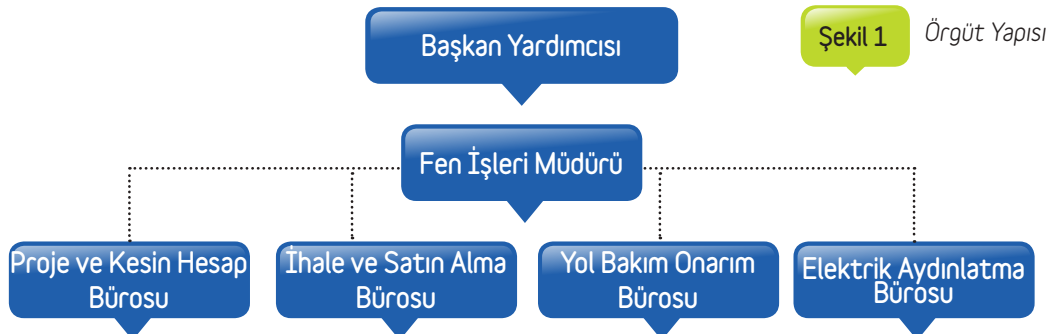 Başkan Yardımcısı
Şekil 1
Örgüt Yapısı
Fen İşleri Müdürü
Proje ve Kesin Hesap
Bürosu
İhale ve Satın Alma
Bürosu
Yol Bakım Onarım
Bürosu
Elektrik Aydınlatma
Bürosu